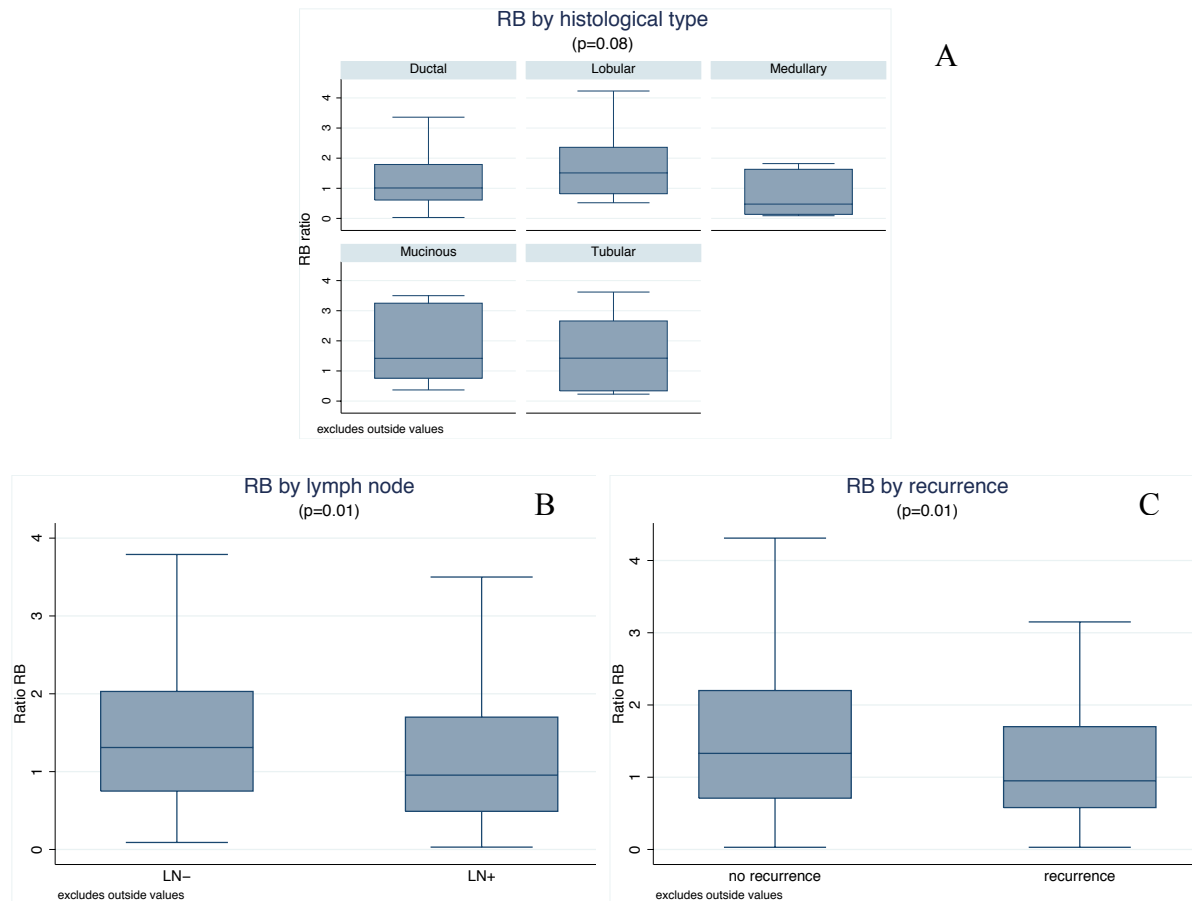 RB by histological type
(p=0.08)
A
Ductal Lobular Medullary
4
3
2
1
0
RB ratio
Mucinous Tubular
4
3
2
1
0
excludes outside values
RB by lymph node
(p=0.01)
B
4
3
2
1
0
Ratio RB
LN− LN+
excludes outside values
RB by recurrence
(p=0.01)
C
4
3
2
1
0
Ratio RB
no recurrence recurrence
excludes outside values